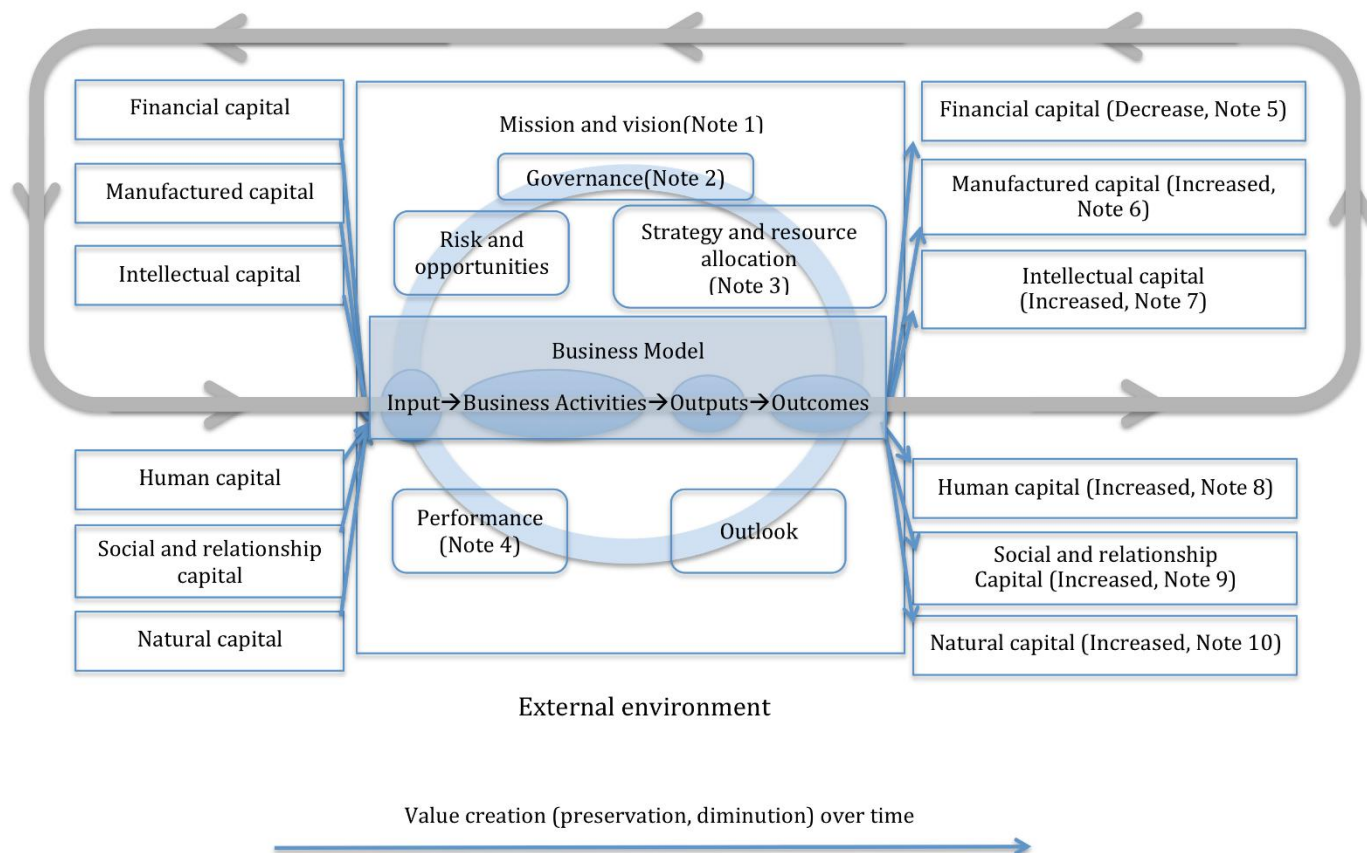 Financial capital
Manufactured capital
Intellectual capital
Human capital
Social and relationship
capital
Natural capital
Mission and vision(Note 1)
Governance(Note 2)
Risk and
opportunities
Strategy and resource
allocation
(Note 3)
Business Model
Input→Business Activities→Outputs→Outcomes
Performance
(Note 4)
Outlook
Financial capital (Decrease, Note 5)
Manufactured capital (Increased,
Note 6)
Intellectual capital
(Increased, Note 7)
Human capital (Increased, Note 8)
Social and relationship
Capital (Increased, Note 9)
Natural capital (Increased, Note 10)
External environment
Value creation (preservation, diminution) over time